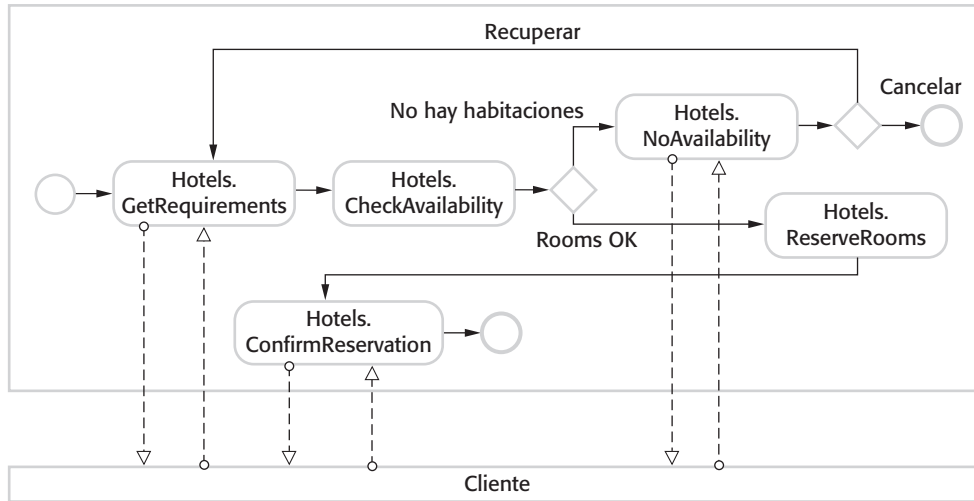 Recuperar
Cancelar
No hay habitaciones
Hotels.
NoAvailability
Hotels.
GetRequirements
Hotels.
CheckAvailability
Hotels.
ReserveRooms
Rooms OK
Hotels.
ConfirmReservation
Cliente